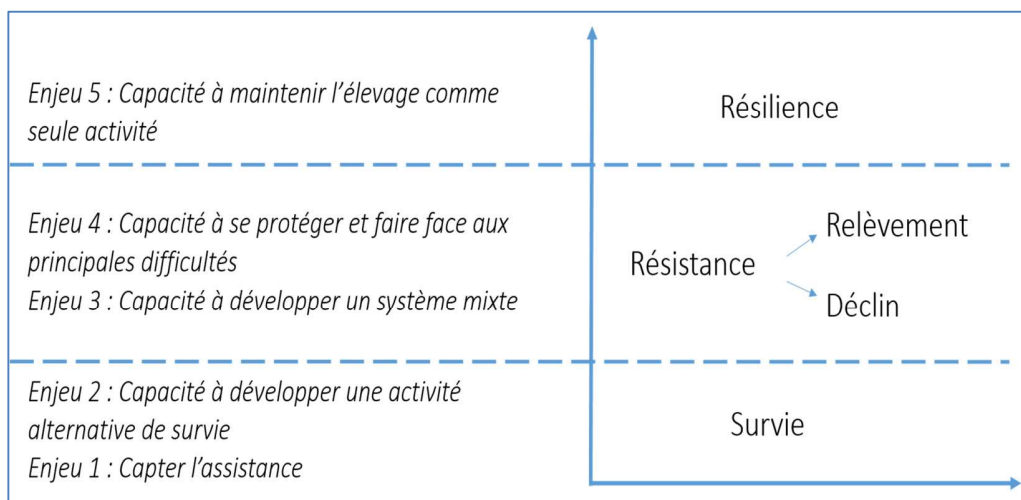 Enjeu 5 : Capacité à maintenir l'élevage comme
seule activité
Résilience
Enjeu 4 : Capacité à se protéger et faire face aux
principales difficultés
Enjeu 3 : Capacité à développer un système mixte
Résistance
Relèvement
Déclin
Enjeu 2 : Capacité à développer une activité
alternative de survie
Enjeu 1 : Capter l'assistance
Survie